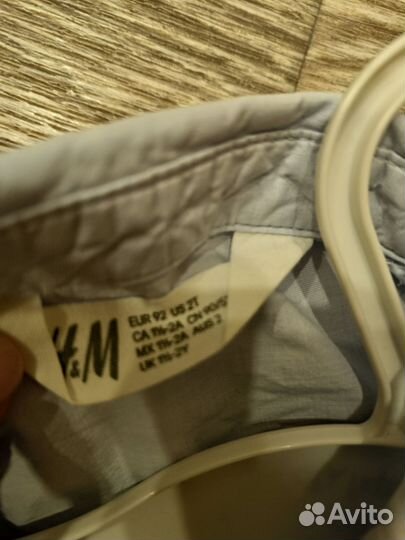 H&M
EUR 92 US 2T
CA 1½-2A CN 90/52
MX 1½-2A AUS 2
UK 1½-2Y
Avito